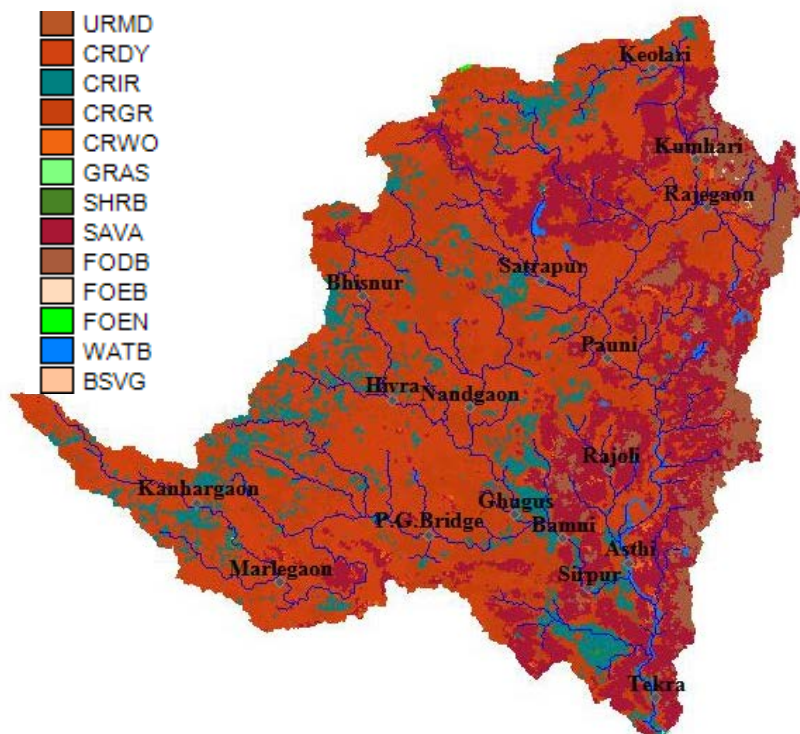 URMD
CRDY
CRIR
CRGR
CRWO
GRAS
SHRB
SAVA
FODB
FOEB
FOEN
WATB
BSVG
Keolari
Kumhari
Rajegaon
Satrapur
Bhisnur
Pauni
Hivra
Nandgaon
Rajoli
Kanhargaon
Ghugus
P.G.Bridge
Bamni
Asthi
Marlegaon
Sirpur
Tekra